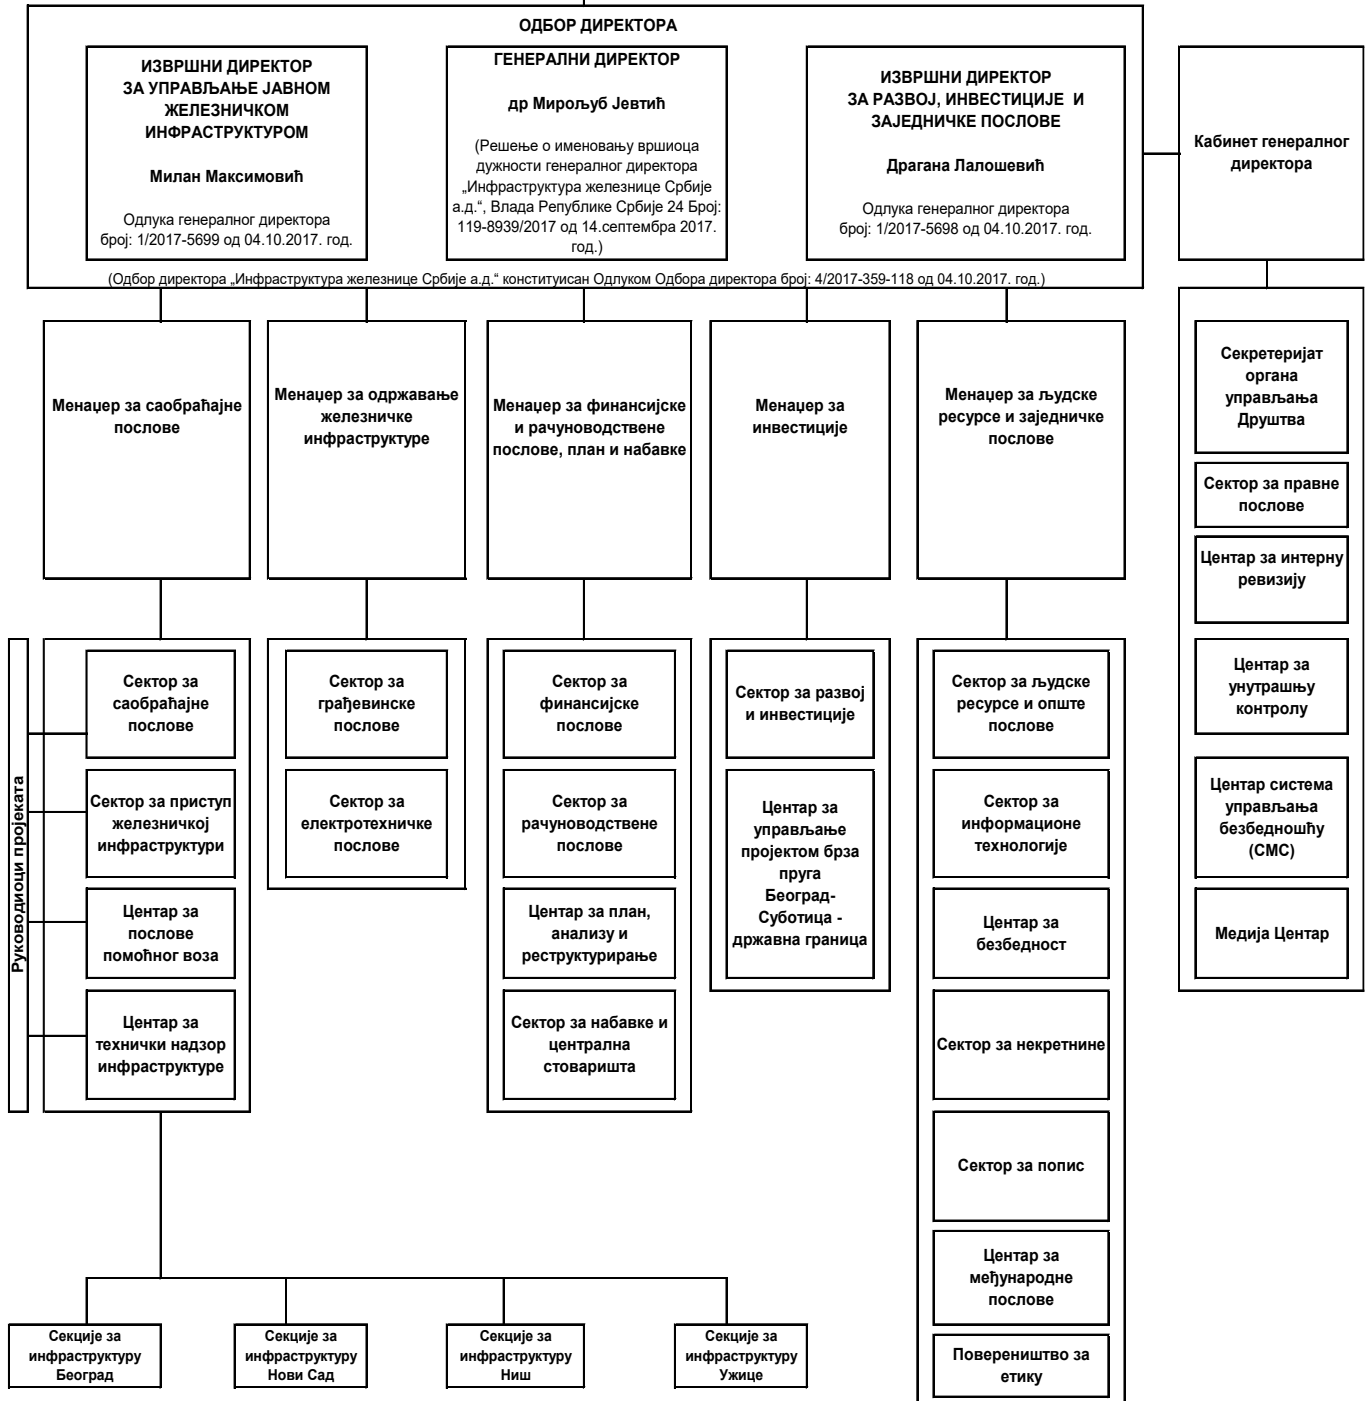 ОДБОР ДИРЕКТОРА
ИЗВРШНИ ДИРЕКТОР
ЗА УПРАВЉАЊЕ ЈАВНОМ
ЖЕЛЕЗНИЧКОМ
ИНФРАСТРУКТУРОМ
Милан Максимовић
Одлука генералног директора
број: 1/2017-5699 од 04.10.2017. год.
ГЕНЕРАЛНИ ДИРЕКТОР
др Мирољуб Јевтић
(Решење о именовању вршиоца
дужности генералног директора
„Инфраструктура железнице Србије
а.д.“, Влада Републике Србије 24 Број:
119-8939/2017 од 14.септембра 2017.
год.)
ИЗВРШНИ ДИРЕКТОР
ЗА РАЗВОЈ, ИНВЕСТИЦИЈЕ И
ЗАЈЕДНИЧКЕ ПОСЛОВЕ
Драгана Лалошевић
Одлука генералног директора
број: 1/2017-5698 од 04.10.2017. год.
(Одбор директора „Инфраструктура железнице Србије а.д.“ конституисан Одлуком Одбора директора број: 4/2017-359-118 од 04.10.2017. год.)
Кабинет генералног
директора
Менаџер за саобраћајне
послове
Менаџер за одржавање
железничке
инфраструктуре
Менаџер за финансијске
и рачуноводствене
послове, план и набавке
Менаџер за
инвестиције
Менаџер за људске
ресурсе и заједничке
послове
Секретеријат
органа
управљања
Друштва
Сектор за правне
послове
Центар за интерну
ревизију
Центар за
унутрашњу
контролу
Центар система
управљања
безбедношћу
(СМС)
Медија Центар
Руководиоци пројеката
Сектор за
саобраћајне
послове
Сектор за приступ
железничкој
инфраструктури
Центар за
послове
помоћног воза
Центар за
технички надзор
инфраструктуре
Сектор за
грађевинске
послове
Сектор за
електротехничке
послове
Сектор за
финансијске
послове
Сектор за
рачуноводствене
послове
Центар за план,
анализу и
реструктурирање
Сектор за набавке и
централна
стоваришта
Сектор за развој
и инвестиције
Центар за
управљање
пројектом брза
пруга
Београд-
Суботица -
државна граница
Сектор за људске
ресурсе и опште
послове
Сектор за
информационе
технологије
Центар за
безбедност
Сектор за некретнине
Сектор за попис
Центар за
међународне
послове
Повереништво за
етику
Секције за
инфраструктуру
Београд
Секције за
инфраструктуру
Нови Сад
Секције за
инфраструктуру
Ниш
Секције за
инфраструктуру
Ужице